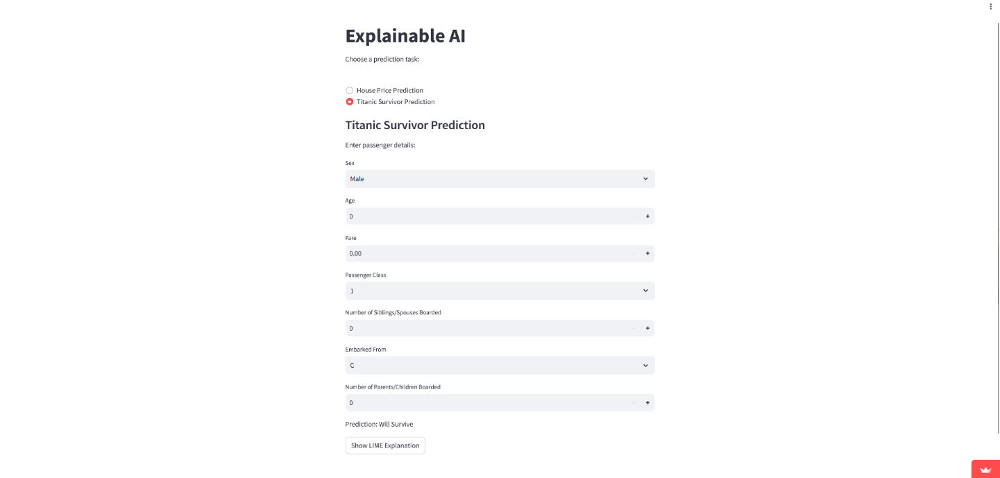 Explainable AI
Choose a prediction task:
House Price Prediction
Titanic Survivor Prediction
Titanic Survivor Prediction
Enter passenger details:
Sex
Male
Age
0
Fare
0.00
Passenger Class
1
Number of Siblings/Spouses Boarded
0
Embarked From
C
Number of Parents/Children Boarded
0
Prediction: Will Survive
Show LIME Explanation